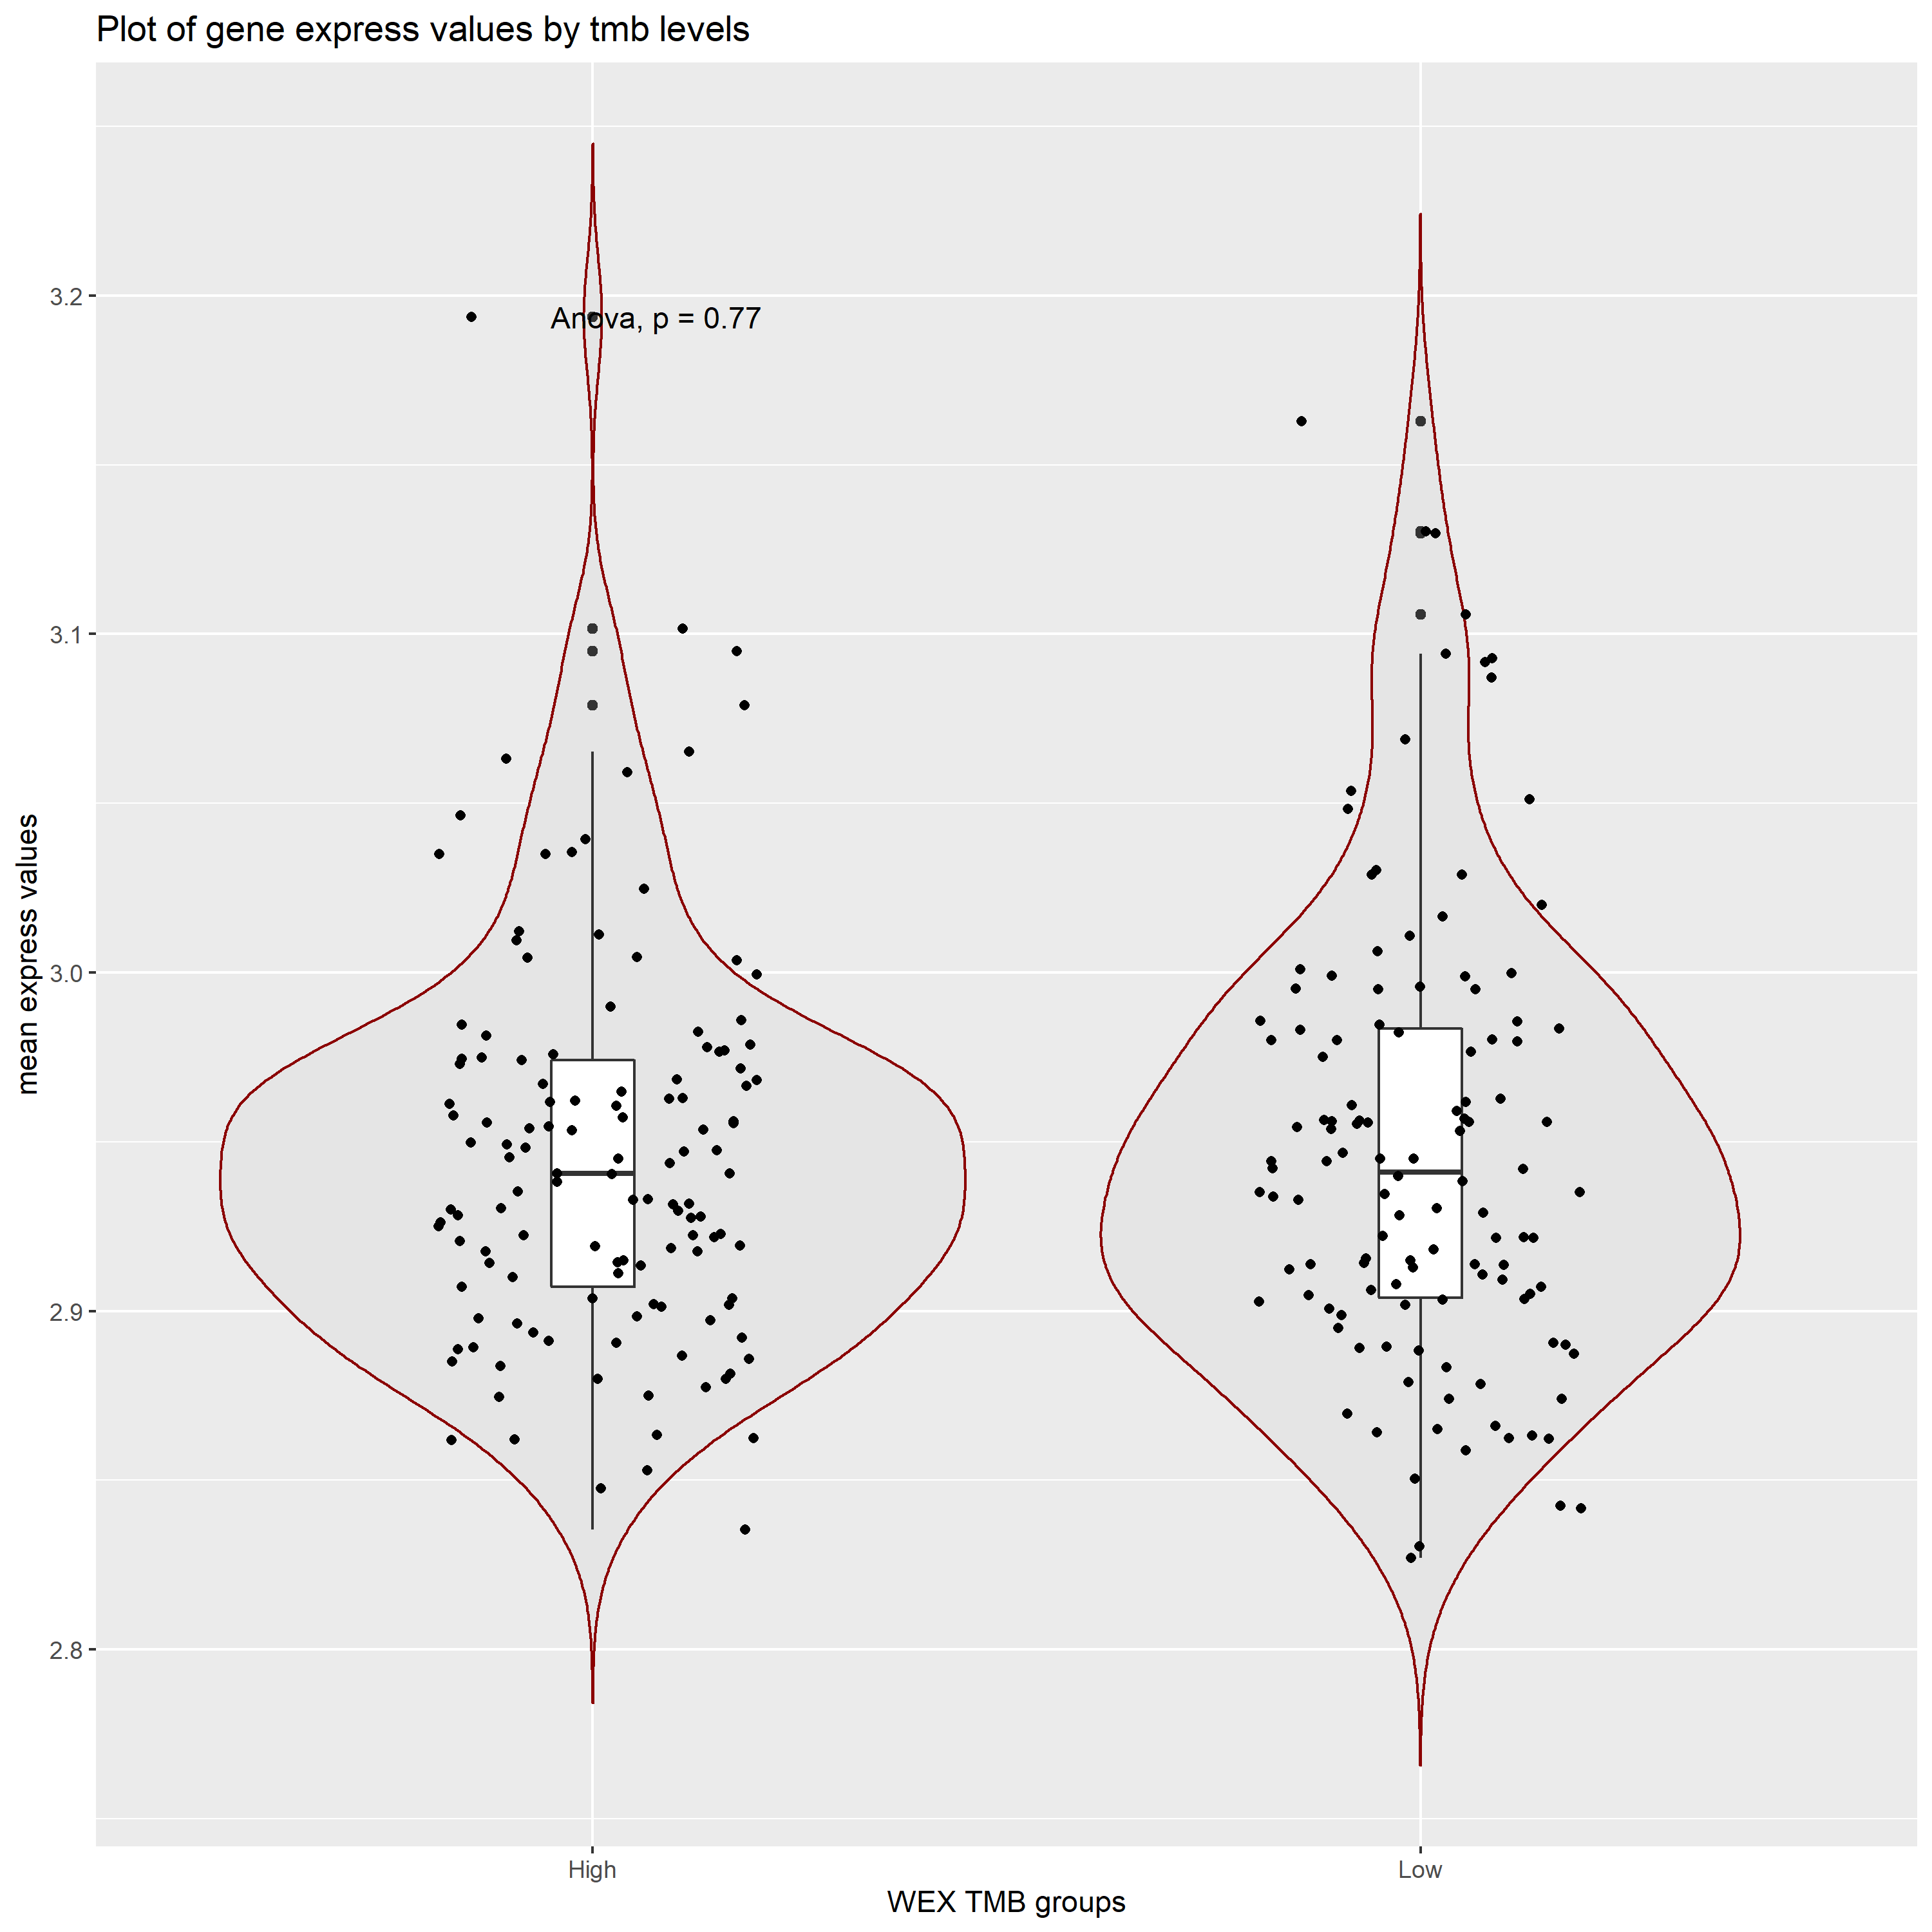 Plot of gene express values by tmb levels
mean express values
3.2
3.1
3.0
2.9
2.8
Anova, p = 0.77
High
Low
WEX TMB groups